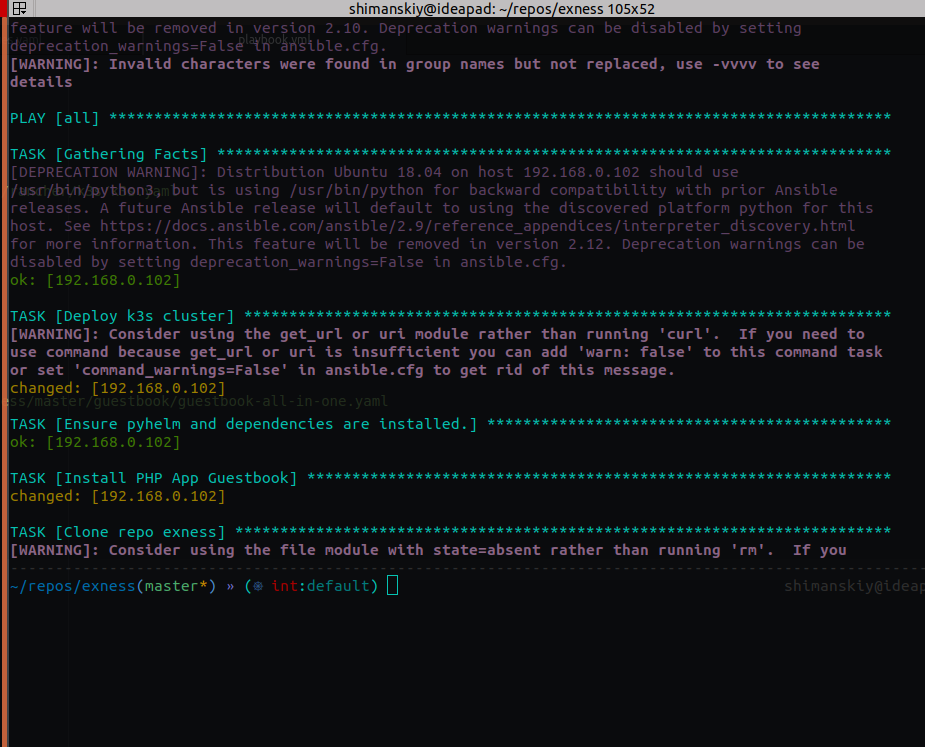 shimanskiy@ideapad: ~/repos/exness 105x52
feature will be removed in version 2.10. Deprecation warnings can be disabled by setting
deprecation_warnings=False in ansible.cfg.
playbook.yml
[WARNING]: Invalid characters were found in group names but not replaced, use -vvvv to see
details
PLAY [all] ***************************************************************************************
TASK [Gathering Facts] ***************************************************************************
[DEPRECATION WARNING]: Distribution Ubuntu 18.04 on host 192.168.0.102 should use
/usr/bin/python3, but is using /usr/bin/python for backward compatibility with prior Ansible
releases. A future Ansible release will default to using the discovered platform python for this
host. See https://docs.ansible.com/ansible/2.9/reference_appendices/interpreter_discovery.html
for more information. This feature will be removed in version 2.12. Deprecation warnings can be
disabled by setting deprecation_warnings=False in ansible.cfg.
ok: [192.168.0.102]
TASK [Deploy k3s cluster] ************************************************************************
[WARNING]: Consider using the get_url or uri module rather than running 'curl'.  If you need to
use command because get_url or uri is insufficient you can add 'warn: false' to this command task
or set 'command_warnings=False' in ansible.cfg to get rid of this message.
changed: [192.168.0.102]
ess/master/guestbook/guestbook-all-in-one.yaml
TASK [Ensure pyhelm and dependencies are installed.] *********************************************
ok: [192.168.0.102]
TASK [Install PHP App Guestbook] *****************************************************************
changed: [192.168.0.102]
TASK [Clone repo exness] *************************************************************************
[WARNING]: Consider using the file module with state=absent rather than running 'rm'.  If you
~/repos/exness(master*) » (⎈ int:default)
shimanskiy@ideap